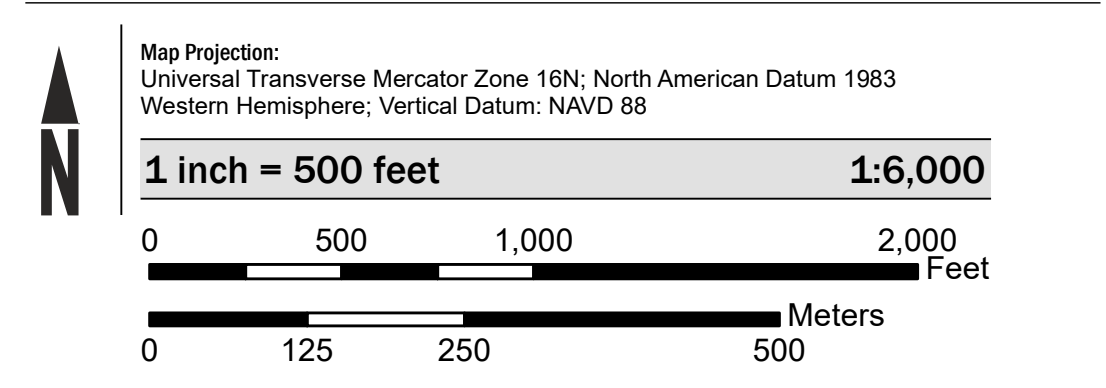 Map Projection:
Universal Transverse Mercator Zone 16N; North American Datum 1983
Western Hemisphere; Vertical Datum: NAVD 88
N
1 inch = 500 feet 1:6,000
0 500 1,000 2,000
Feet
Meters
0 125 250 500